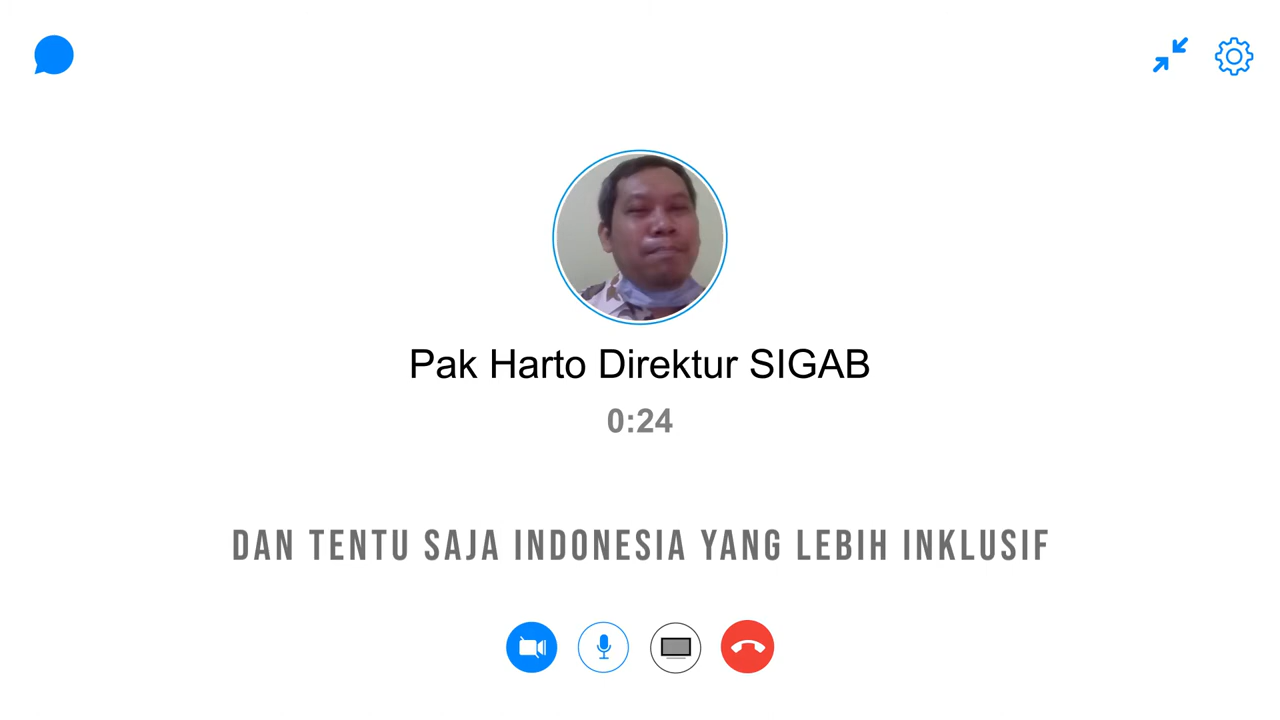 Pak Harto Direktur SIGAB
0:24
DAN TENTU SAJA INDONESIA YANG LEBIH INKLUSIF